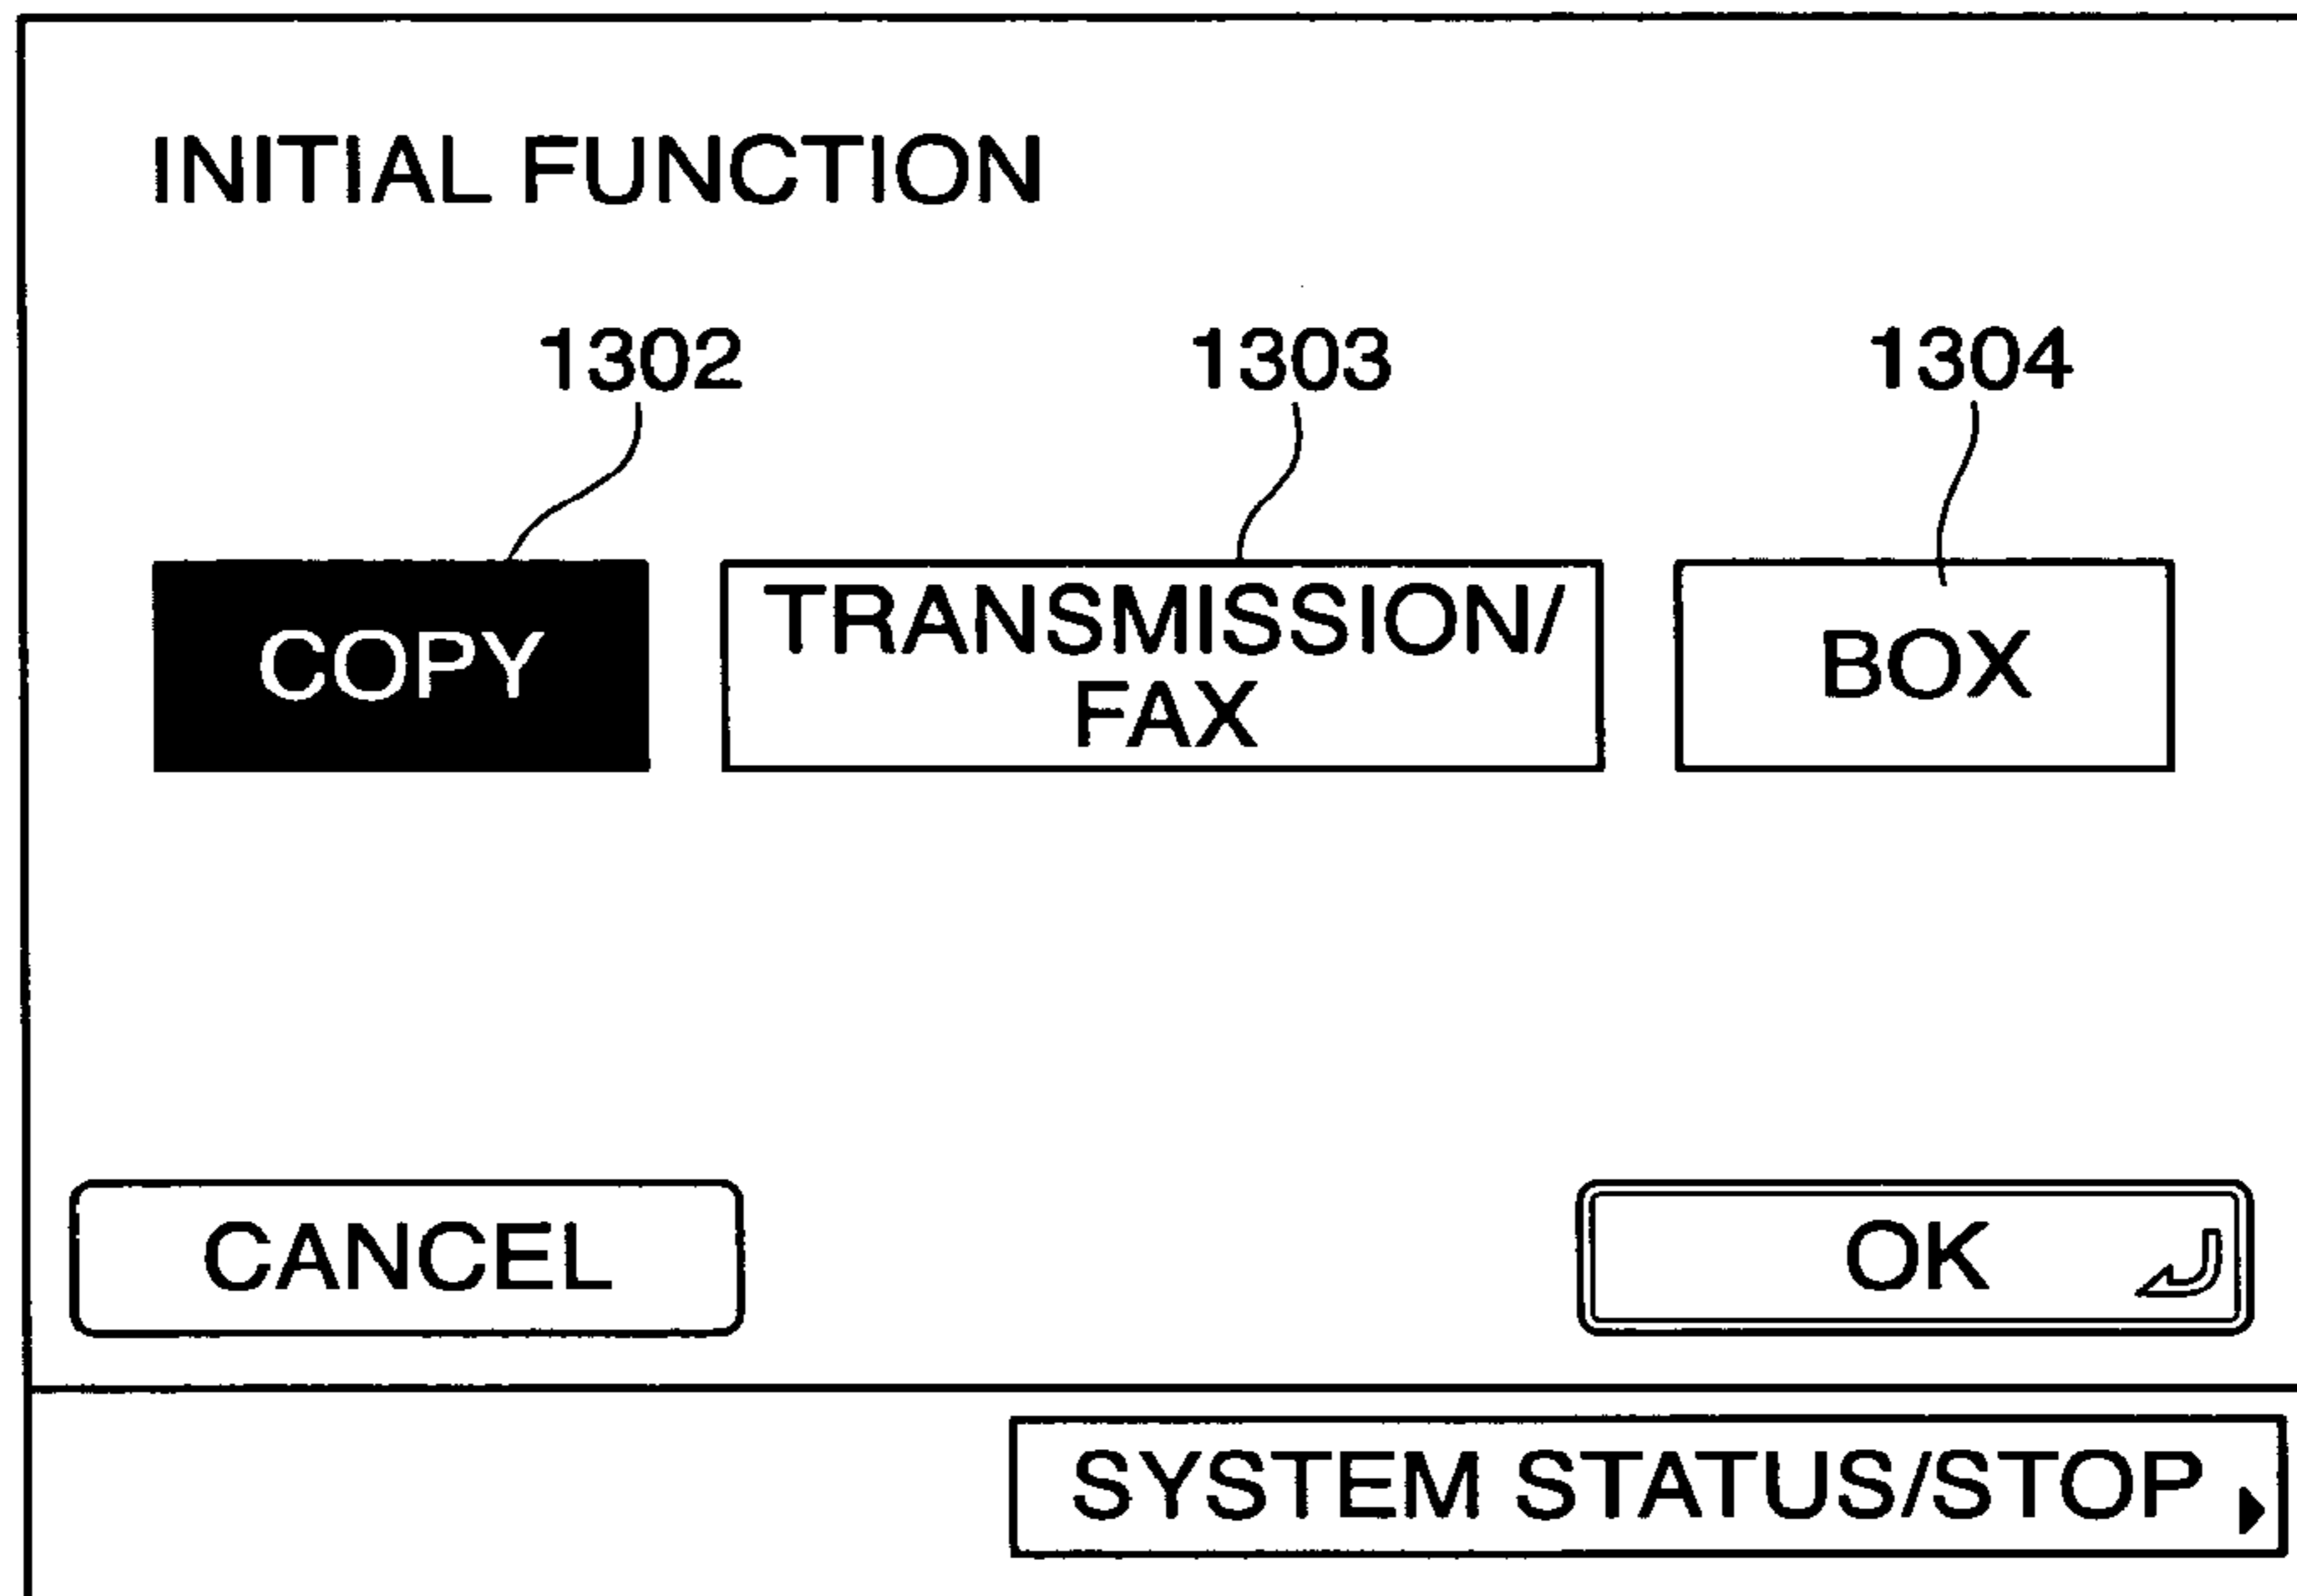 INITIAL FUNCTION
1302 1303 1304
COPY
TRANSMISSION/
FAX
BOX
CANCEL
OK
SYSTEM STATUS/STOP